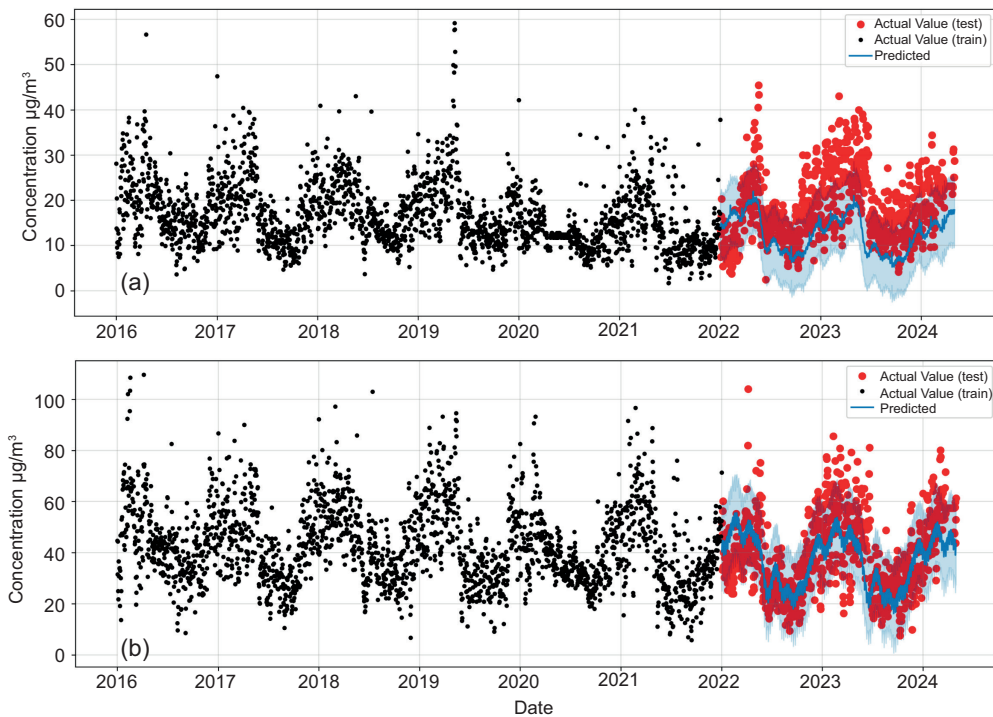 60
50
40
30
20
10
0
Concentration µg/m³
(a)
Actual Value (test)
Actual Value (train)
Predicted
2016
2017
2018
2019
2020
2021
2022
2023
2024
100
80
60
40
20
0
Concentration µg/m³
(b)
Actual Value (test)
Actual Value (train)
Predicted
2016
2017
2018
2019
2020
2021
2022
2023
2024
Date